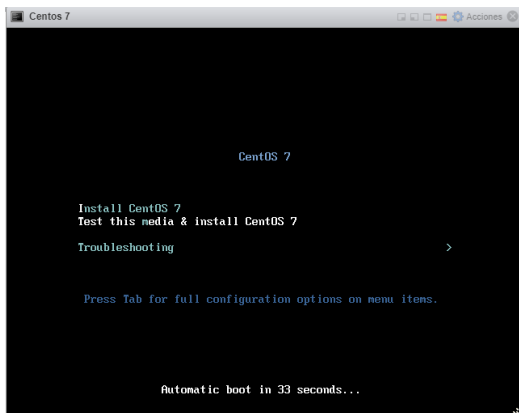 Centos 7
Acciones
CentOS 7
Install CentOS 7
Test this media & install CentOS 7
Troubleshooting >
Press Tab for full configuration options on menu items.
Automatic boot in 33 seconds...